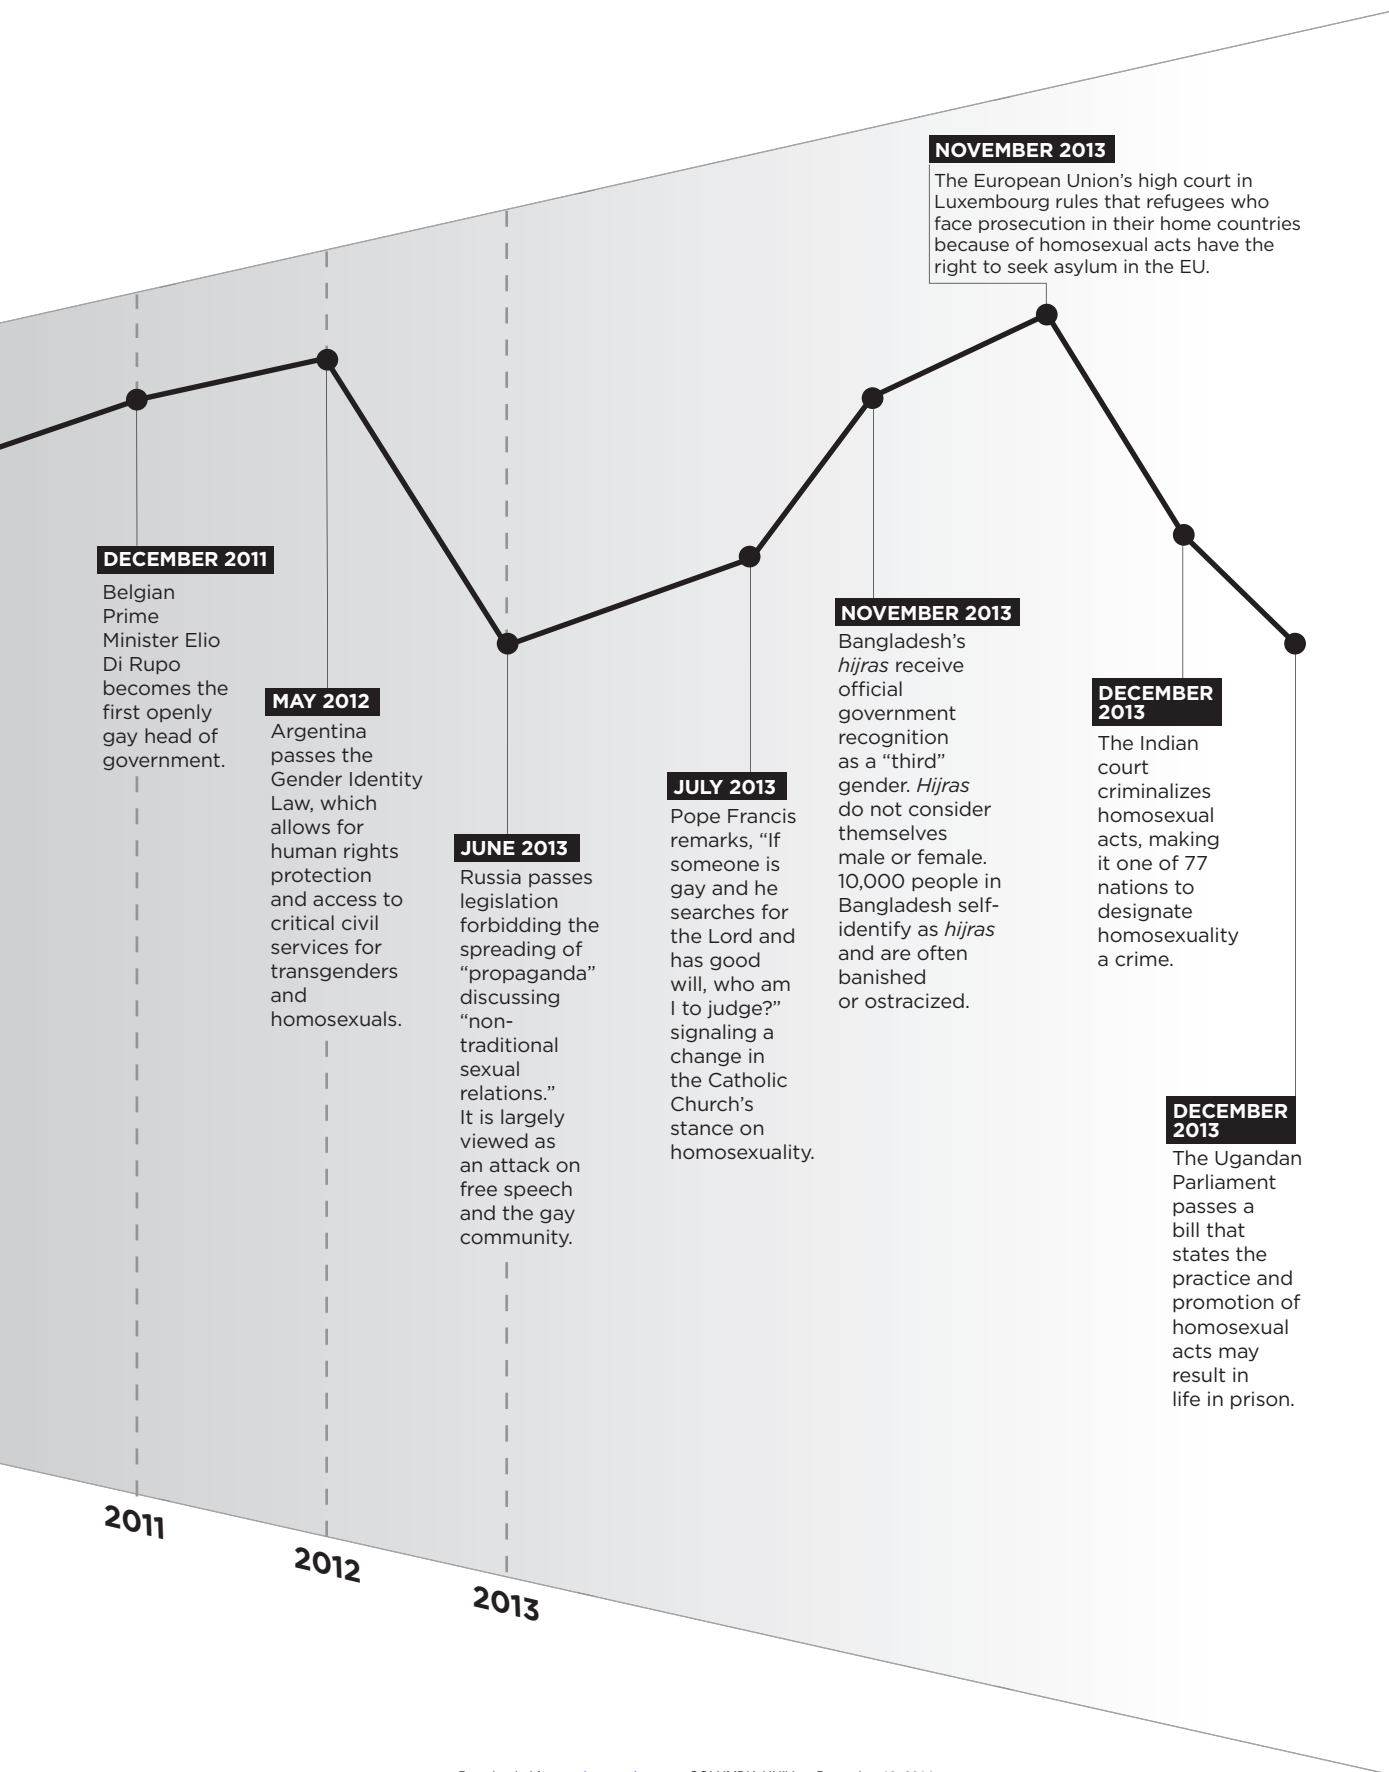 NOVEMBER 2013
The European Union’s high court in
Luxembourg rules that refugees who
face prosecution in their home countries
because of homosexual acts have the
right to seek asylum in the EU.
DECEMBER 2011
Belgian
Prime
Minister Elio
Di Rupo
becomes the
first openly
gay head of
government.
MAY 2012
Argentina
passes the
Gender Identity
Law, which
allows for
human rights
protection
and access to
critical civil
services for
transgenders
and
homosexuals.
JUNE 2013
Russia passes
legislation
forbidding the
spreading of
“propaganda”
discussing
“non-
traditional
sexual
relations.”
It is largely
viewed as
an attack on
free speech
and the gay
community.
JULY 2013
Pope Francis
remarks, “If
someone is
gay and he
searches for
the Lord and
has good
will, who am
I to judge?”
signaling a
change in
the Catholic
Church’s
stance on
homosexuality.
NOVEMBER 2013
Bangladesh’s
hijras receive
official
government
recognition
as a “third”
gender. Hijras
do not consider
themselves
male or female.
10,000 people in
Bangladesh self-
identify as hijras
and are often
banished
or ostracized.
DECEMBER
2013
The Indian
court
criminalizes
homosexual
acts, making
it one of 77
nations to
designate
homosexuality
a crime.
DECEMBER
2013
The Ugandan
Parliament
passes a
bill that
states the
practice and
promotion of
homosexual
acts may
result in
life in prison.
2011
2012
2013